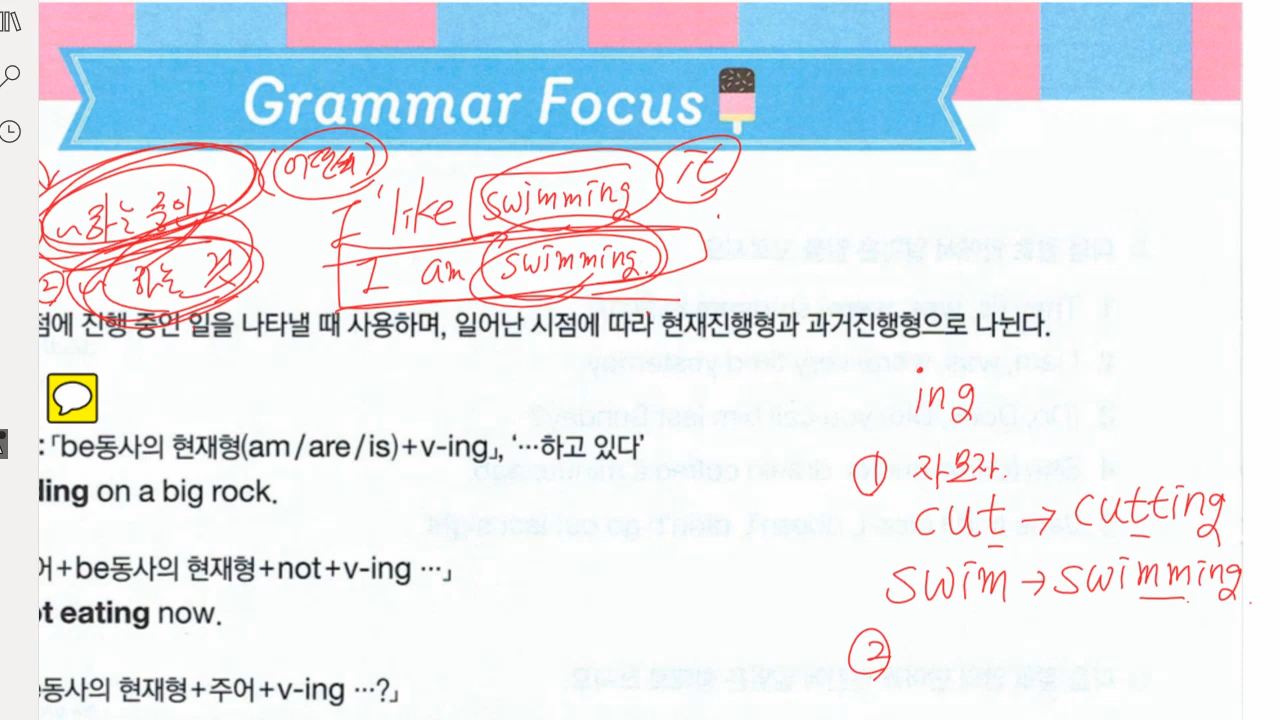 Grammar Focus
~하는 중인
I like swimming it
② ~하는 것
I am swimming.
점에 진행 중인 일을 나타낼 때 사용하며, 일어난 시점에 따라 현재진행형과 과거진행형으로 나뉜다.
ing
: 「be동사의 현재형(am/are/is)+v-ing」, ‘…하고 있다’
① 자모자
ding on a big rock.
cut → cutting
어+be동사의 현재형+not+v-ing …」
swim → swimming.
ot eating now.
②
동사의 현재형+주어+v-ing …?」